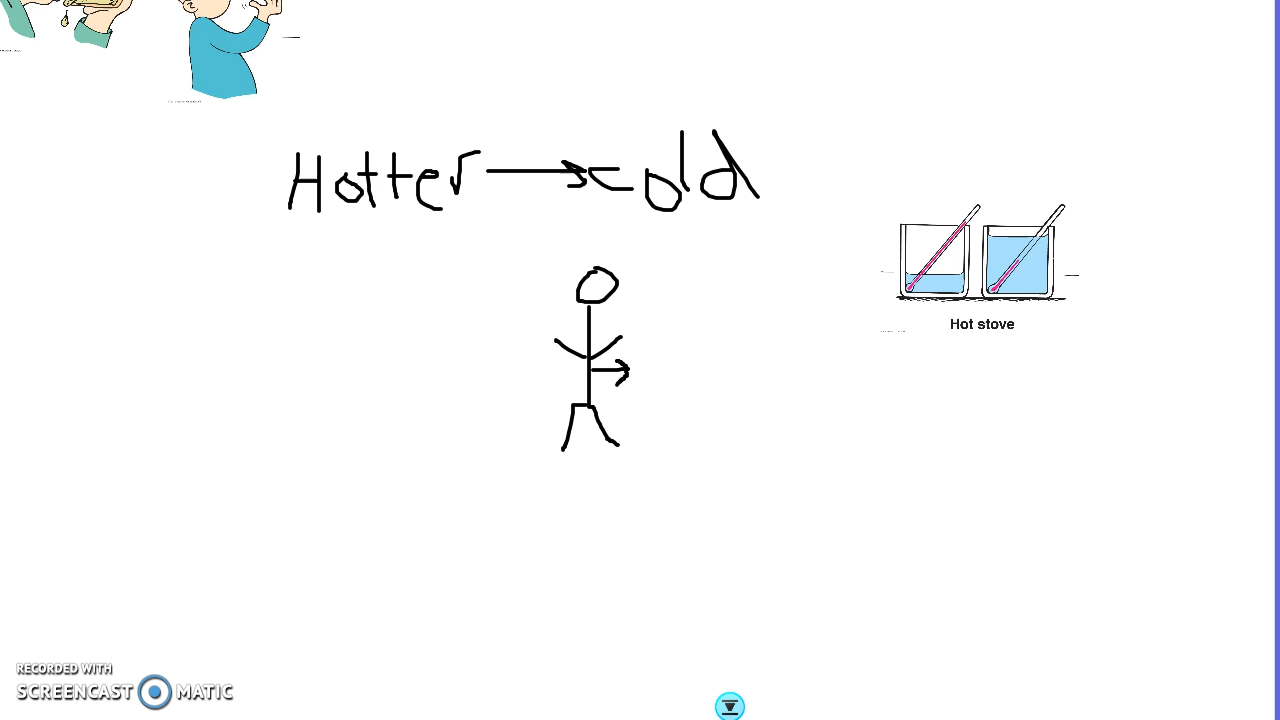 Hotter → cold
Hot stove
RECORDED WITH
SCREENCAST MATIC